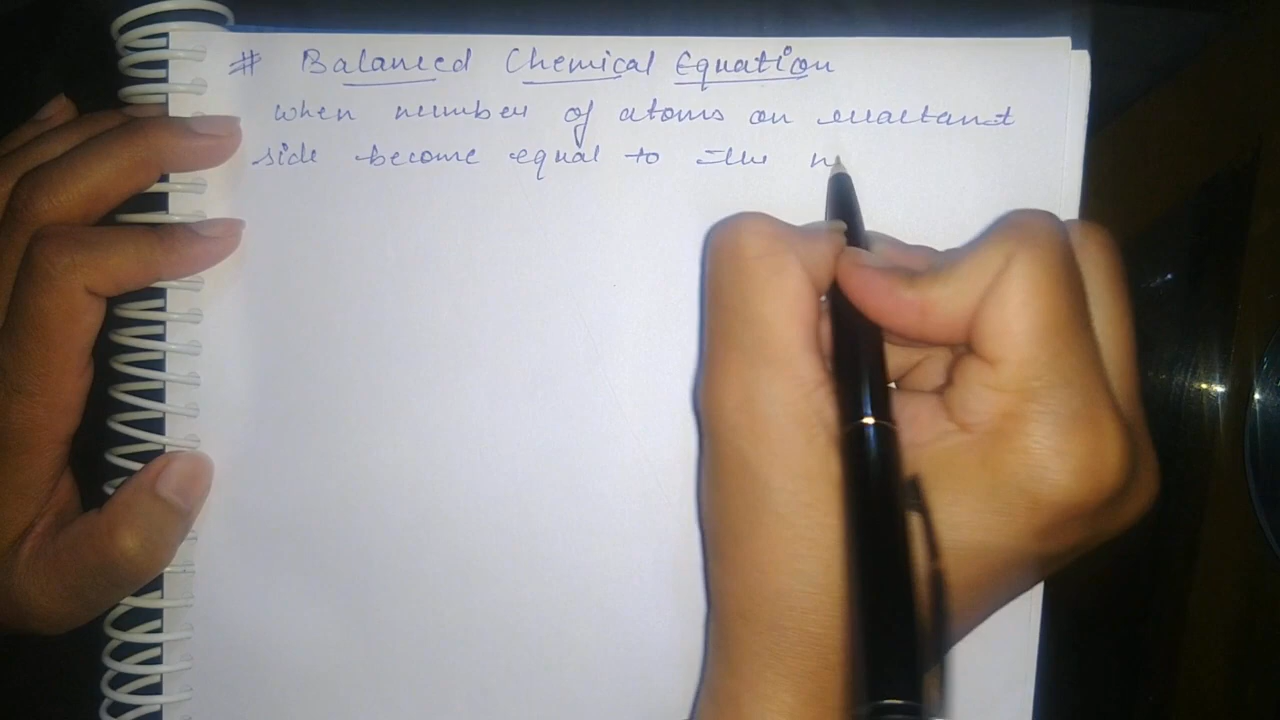 # Balanced Chemical Equation
when number of atoms on reactant
side become equal to the n